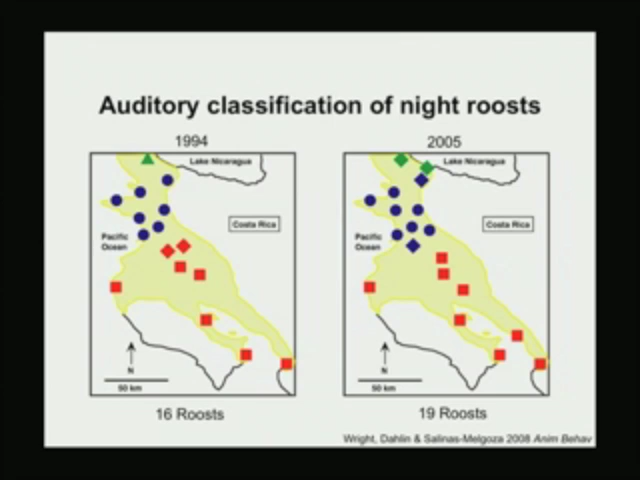 Auditory classification of night roosts
1994
2005
Lake Nicaragua
Costa Rica
Pacific
Ocean
N
50 km
Lake Nicaragua
Costa Rica
Pacific
Ocean
N
50 km
16 Roosts
19 Roosts
Wright, Dahlin & Salinas-Melgoza 2008 Anim Behav